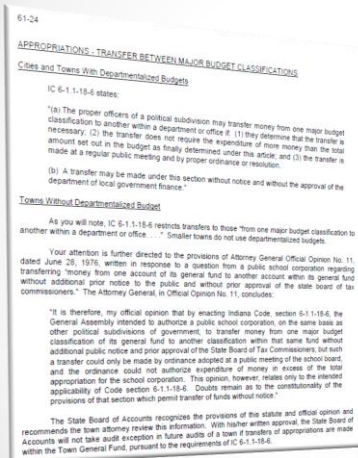 61-24
APPROPRIATIONS - TRANSFER BETWEEN MAJOR BUDGET CLASSIFICATIONS
Cities and Towns With Departmentalized Budgets
IC 6-1.1-18-6 states:
"(a) The proper officers of a political subdivision may transfer money from one major budget
classification to another within a department or office if: (1) they determine that the transfer is
necessary; (2) the transfer does not require the expenditure of more money than the total
amount set out in the budget as finally determined under this article; and (3) the transfer is
made at a regular public meeting and by proper ordinance or resolution.
(b) A transfer may be made under this section without notice and without the approval of the
department of local government finance."
Towns Without Departmentalized Budget
As you will note, IC 6-1.1-18-6 restricts transfers to those "from one major budget classification to
another within a department or office. . . ." Smaller towns do not use departmentalized budgets.
Your attention is further directed to the provisions of Attorney General Official Opinion No. 11,
dated June 28, 1976, written in response to a question from a public school corporation regarding
transferring "money from one account of its general fund to another account within its general fund
without additional prior notice to the public and without prior approval of the state board of tax
commissioners." The Attorney General, in Official Opinion No. 11, concludes:
"It is therefore, my official opinion that by enacting Indiana Code, section 6-1.1-18-6, the
General Assembly intended to authorize a public school corporation, on the same basis as
other political subdivisions of government, to transfer money from one major budget
classification of its general fund to another classification within that same fund without
additional public notice and prior approval of the State Board of Tax Commissioners; but such
a transfer could only be made by ordinance adopted at a public meeting of the school board,
and the ordinance could not authorize expenditure of money in excess of the total
appropriation for the school corporation. This opinion, however, relates only to the intended
applicability of Code section 6-1.1-18-6. Doubts remain as to the constitutionality of the
provisions of that section which permit transfer of funds without notice."
The State Board of Accounts recognizes the provisions of this statute and official opinion and
recommends the town attorney review this information. With his/her written approval, the State Board of
Accounts will not take audit exception in future audits of a town if transfers of appropriations are made
within the Town General Fund, pursuant to the requirements of IC 6-1.1-18-6.